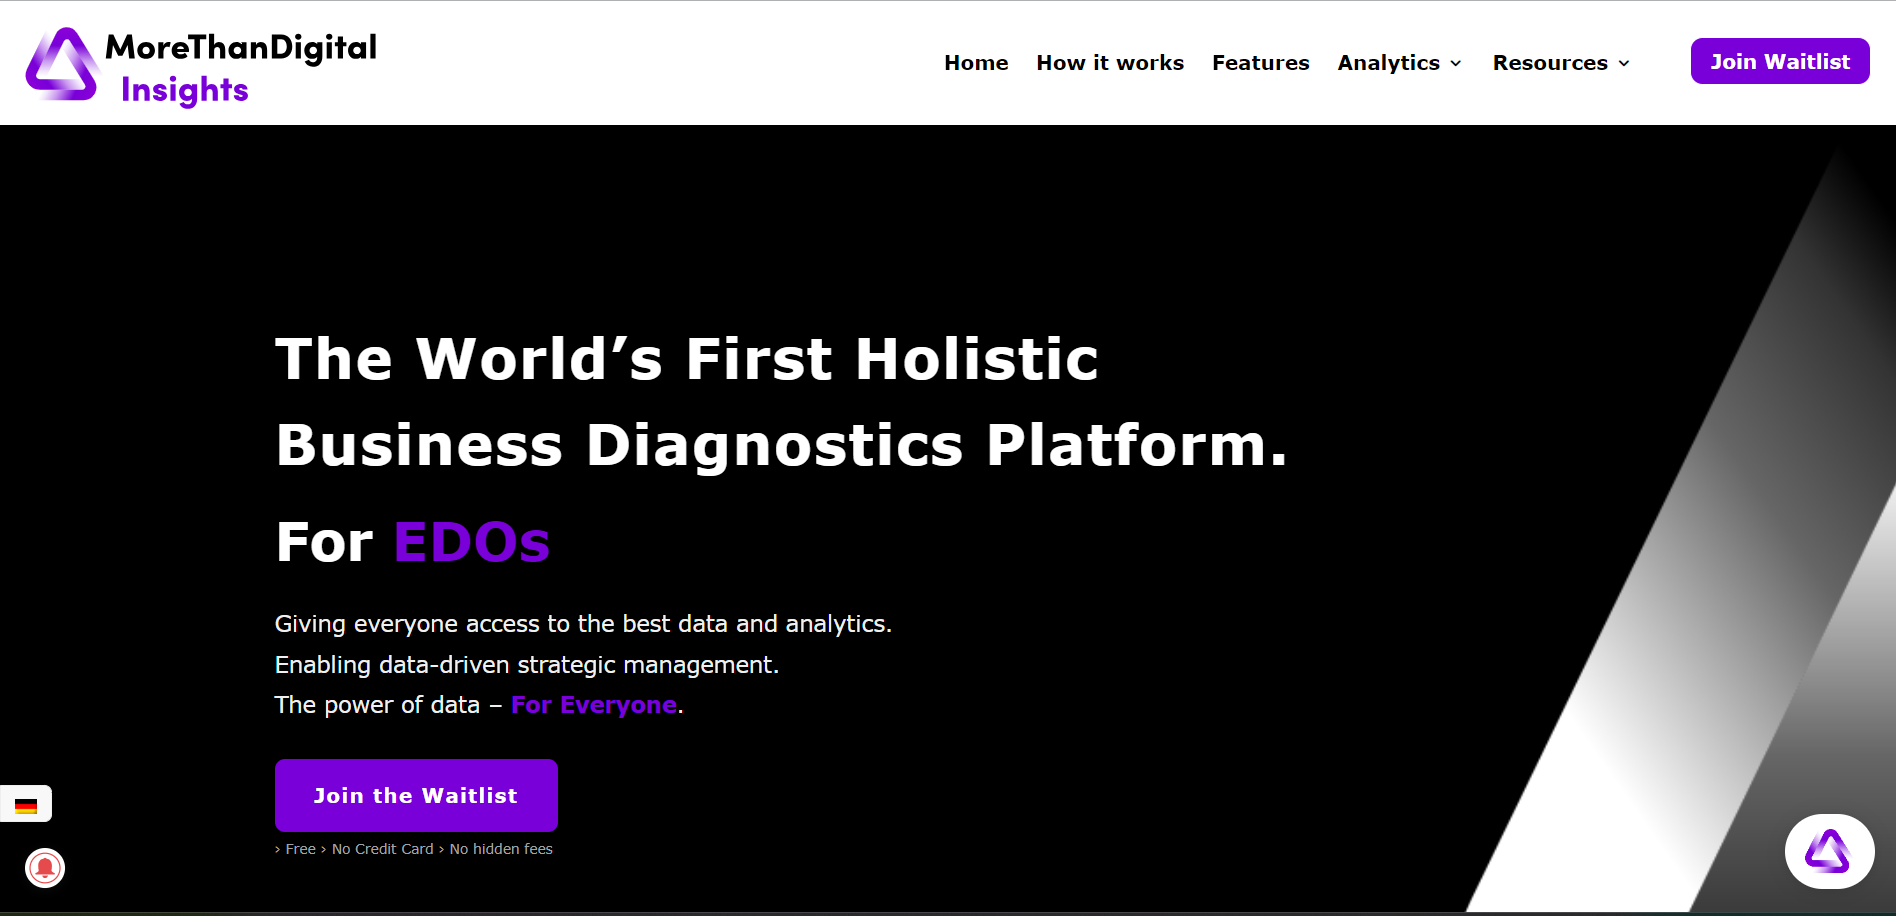 MoreThanDigital
Insights
Home How it works Features Analytics Resources Join Waitlist
The World’s First Holistic
Business Diagnostics Platform.
For EDOs
Giving everyone access to the best data and analytics.
Enabling data-driven strategic management.
The power of data – For Everyone.
Join the Waitlist
› Free › No Credit Card › No hidden fees